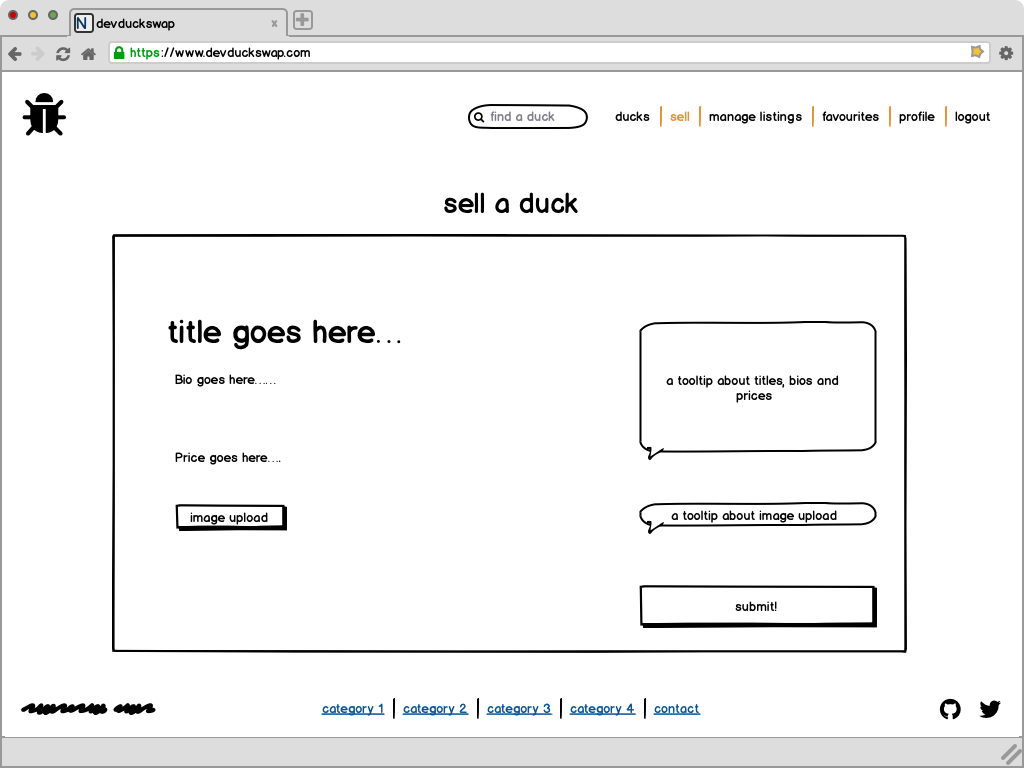 N devduckswap x
https://www.devduckswap.com
find a duck
ducks sell manage listings favourites profile logout
sell a duck
title goes here...
Bio goes here......
a tooltip about titles, bios and
prices
Price goes here....
image upload
a tooltip about image upload
submit!
category 1 category 2 category 3 category 4 contact